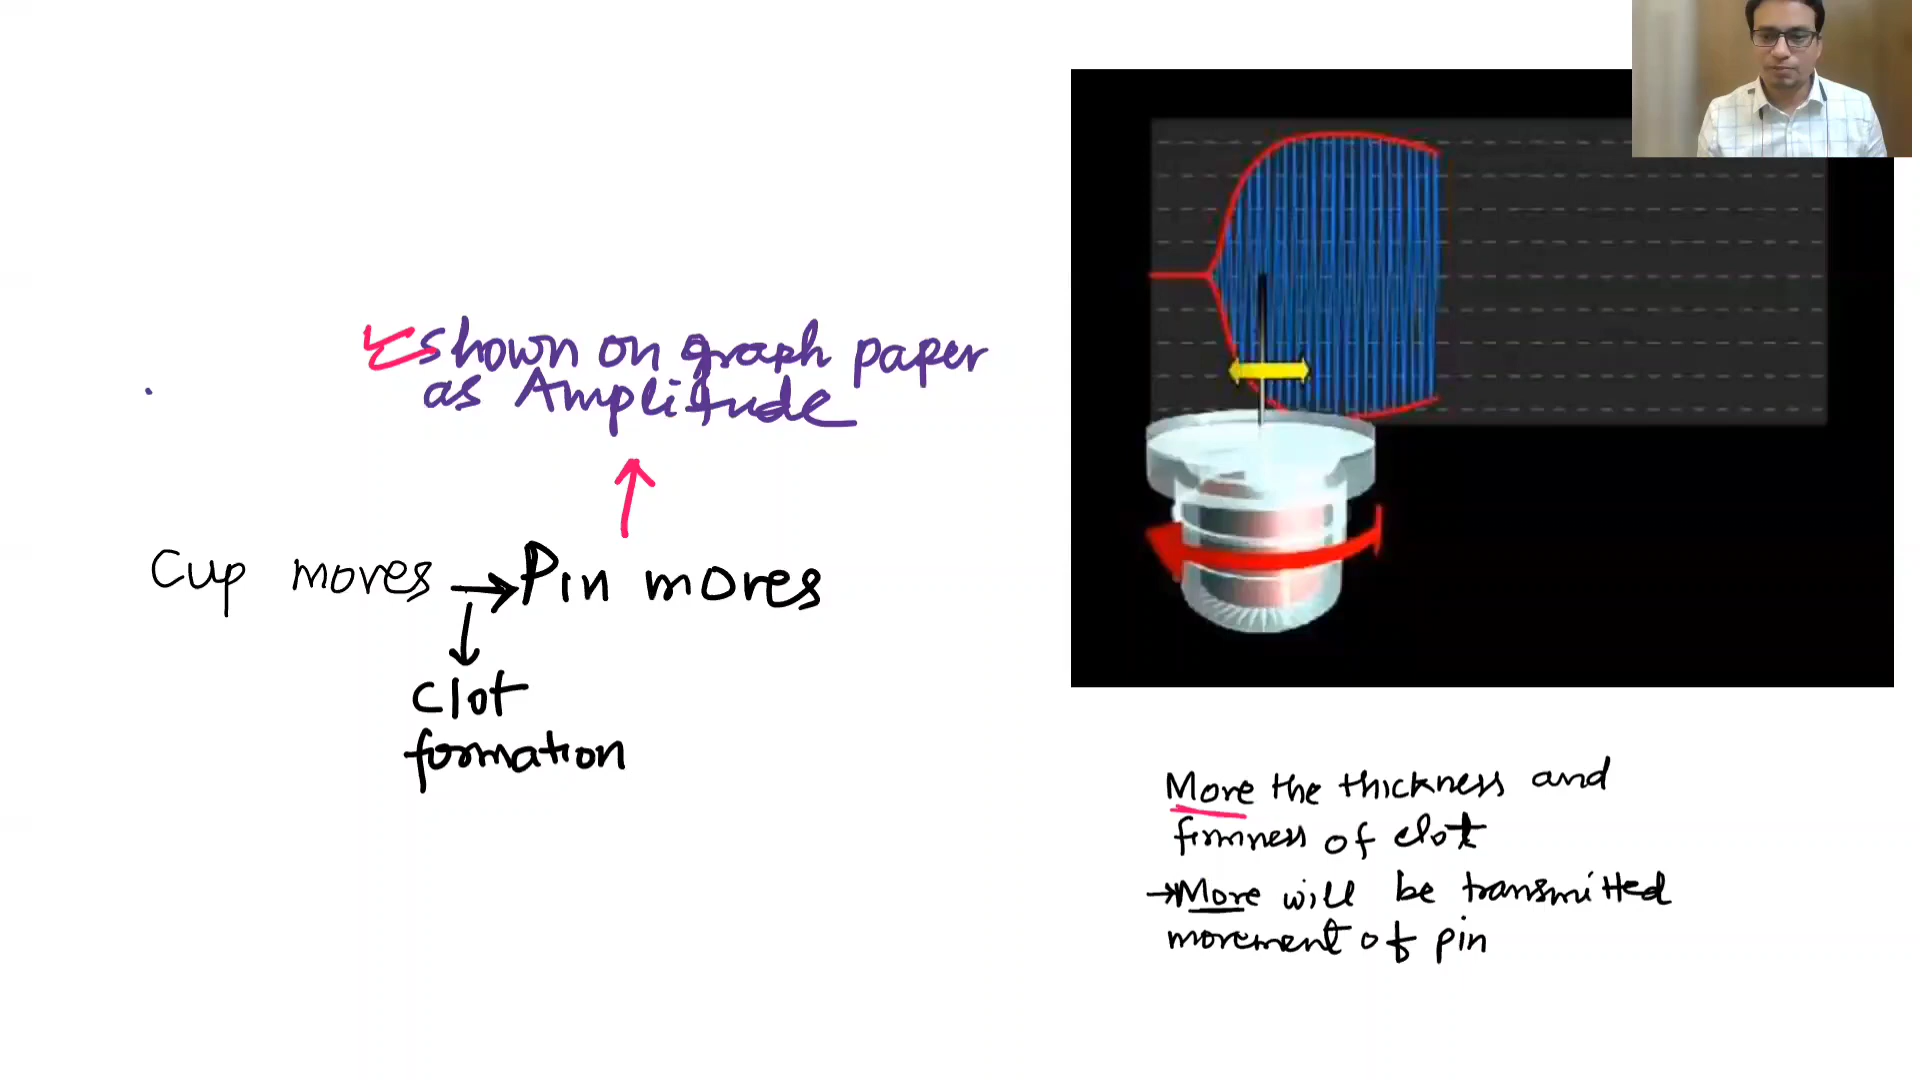 shown on graph paper
as Amplitude
Cup moves → Pin moves
Clot
formation
More the thickness and
firmness of clot
→ More will be transmitted
movement of pin